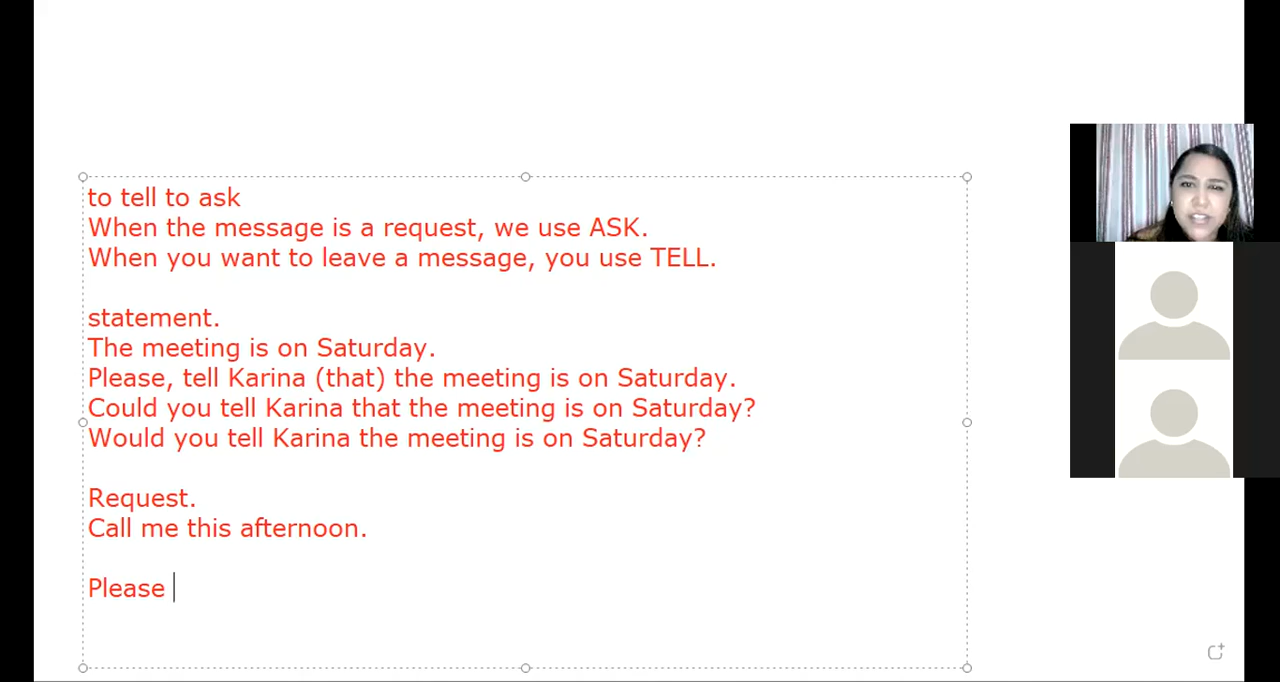 to tell to ask
When the message is a request, we use ASK.
When you want to leave a message, you use TELL.
statement.
The meeting is on Saturday.
Please, tell Karina (that) the meeting is on Saturday.
Could you tell Karina that the meeting is on Saturday?
Would you tell Karina the meeting is on Saturday?
Request.
Call me this afternoon.
Please